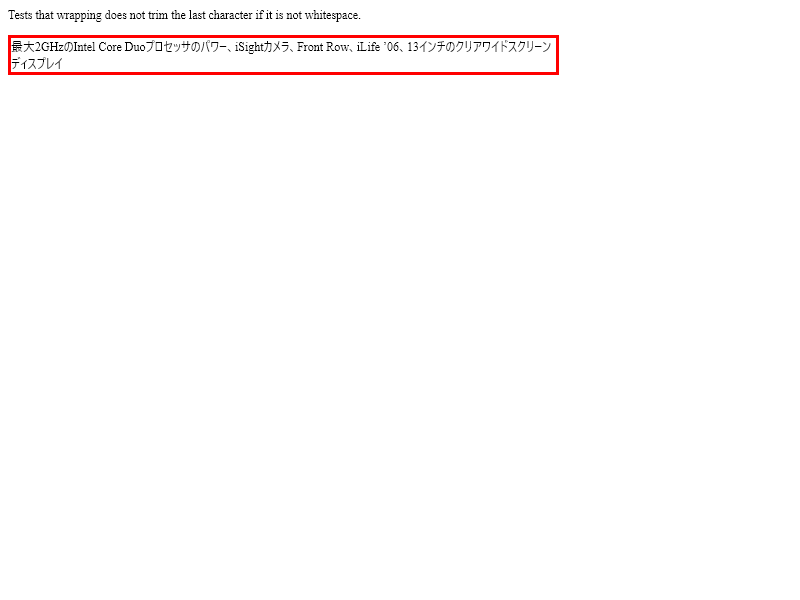 Tests that wrapping does not trim the last character if it is not whitespace.
最大2GHzのIntel Core Duoプロセッサのパワー、iSightカメラ、Front Row、iLife ’06、13インチのクリアワイドスクリーン
ディスプレイ